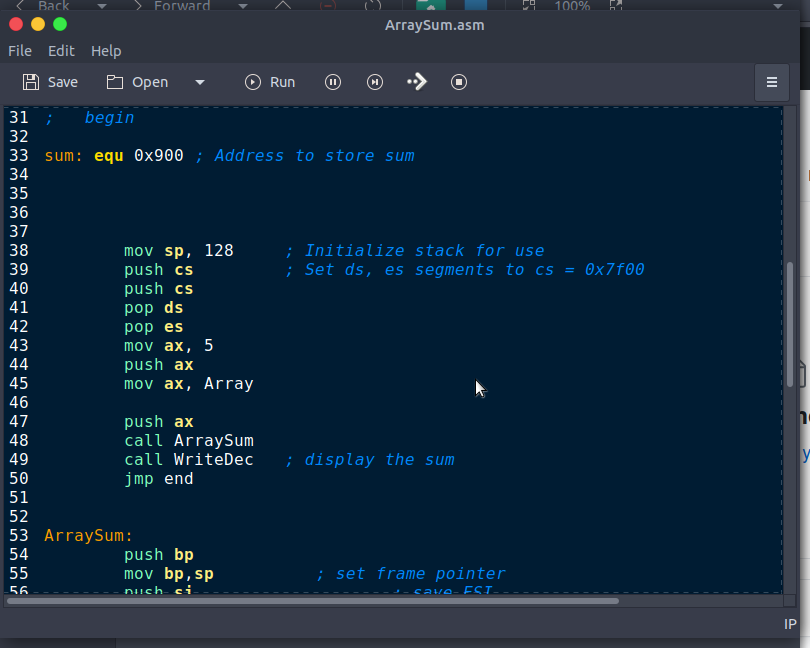 Back Forward 100%
ArraySum.asm
File Edit Help
Save Open Run
31 ; begin
32
33 sum: equ 0x900 ; Address to store sum
34
35
36
37
38 mov sp, 128 ; Initialize stack for use
39 push cs ; Set ds, es segments to cs = 0x7f00
40 push cs
41 pop ds
42 pop es
43 mov ax, 5
44 push ax
45 mov ax, Array
46
47 push ax
48 call ArraySum
49 call WriteDec ; display the sum
50 jmp end
51
52
53 ArraySum:
54 push bp
55 mov bp,sp ; set frame pointer
56 push si ; save ESI
IP